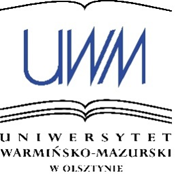 UWM
UNIWERSYTET
WARMIŃSKO-MAZURSKI
W OLSZTYNIE